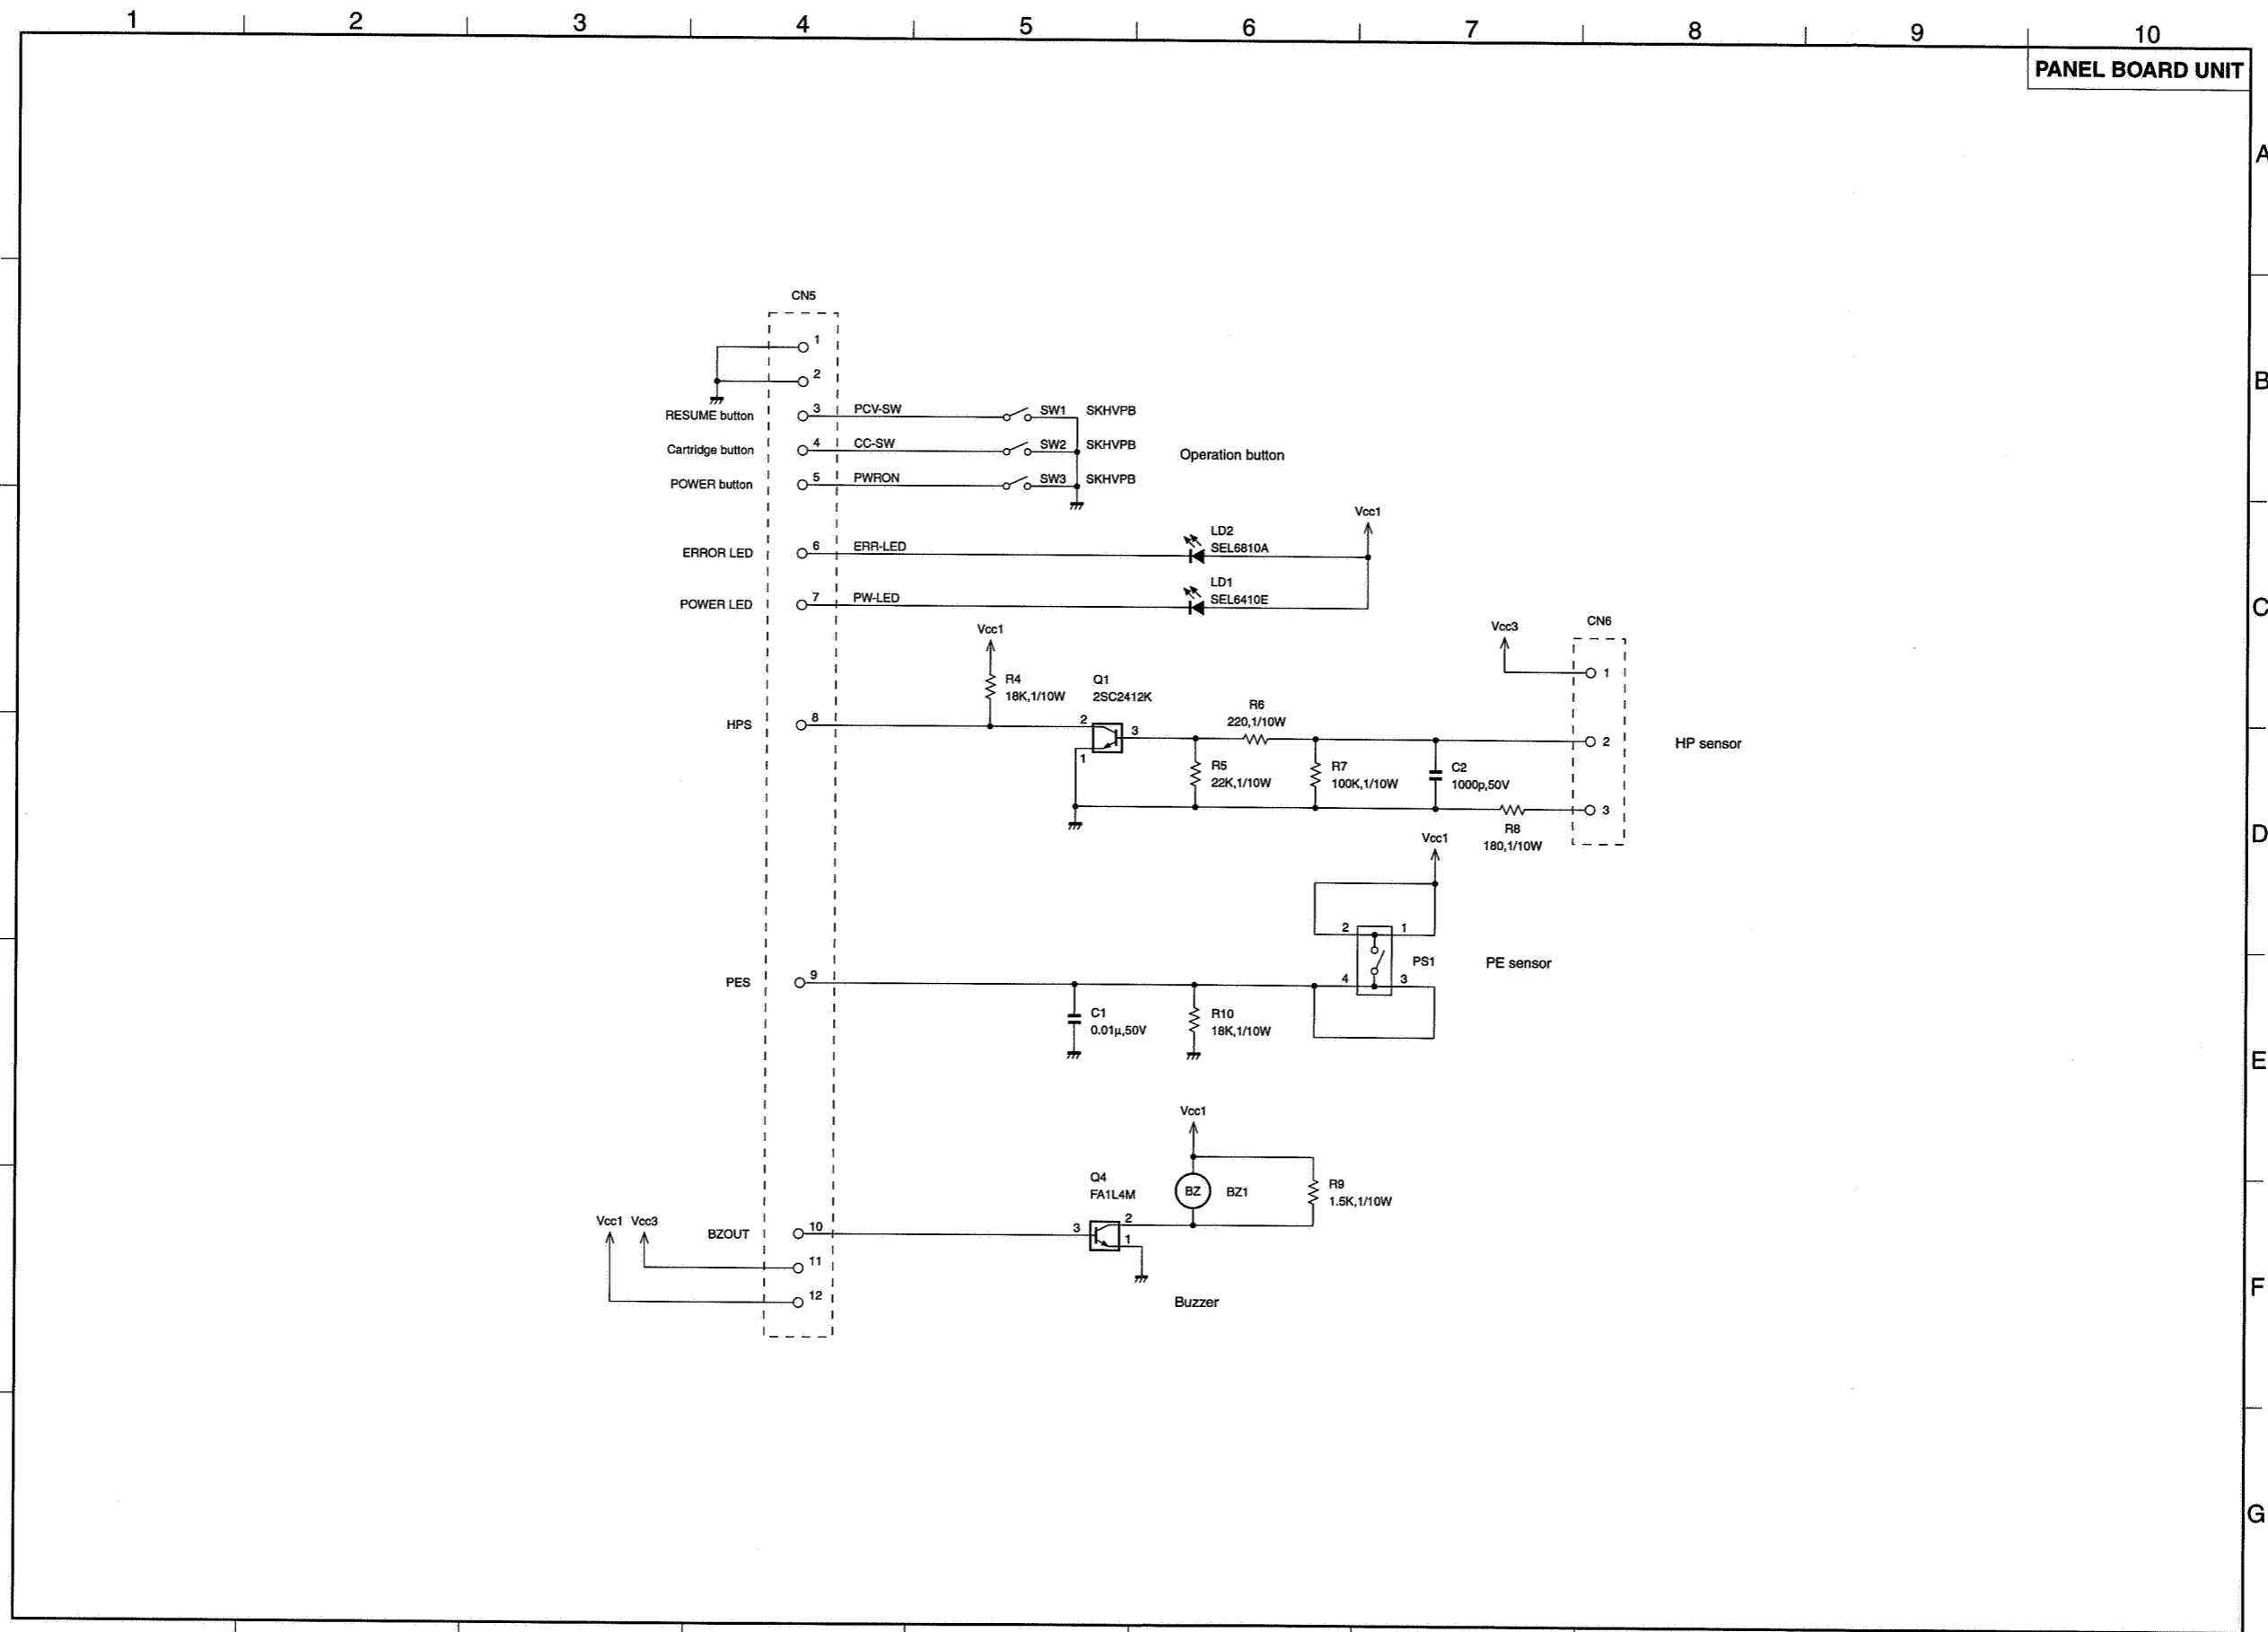 1 2 3 4 5 6 7 8 9 10
PANEL BOARD UNIT
A
B
C
D
E
F
G
CN5
1
2
RESUME button 3 PCV-SW SW1 SKHVPB
Cartridge button 4 CC-SW SW2 SKHVPB
Operation button
POWER button 5 PWRON SW3 SKHVPB
Vcc1
LD2
ERROR LED 6 ERR-LED SEL6810A
LD1
POWER LED 7 PW-LED SEL6410E
Vcc1
Vcc3
CN6
1
R4
18K,1/10W
Q1
2SC2412K
R6
220,1/10W
HPS 8 2 3
1
2
HP sensor
R5
22K,1/10W
R7
100K,1/10W
C2
1000p,50V
3
R8
180,1/10W
Vcc1
2 1
PS1
PE sensor
PES 9 4 3
C1
0.01µ,50V
R10
18K,1/10W
Vcc1
Q4
FA1L4M
BZ BZ1
R9
1.5K,1/10W
Vcc1 Vcc3
BZOUT 10 3 2
1
11
12
Buzzer